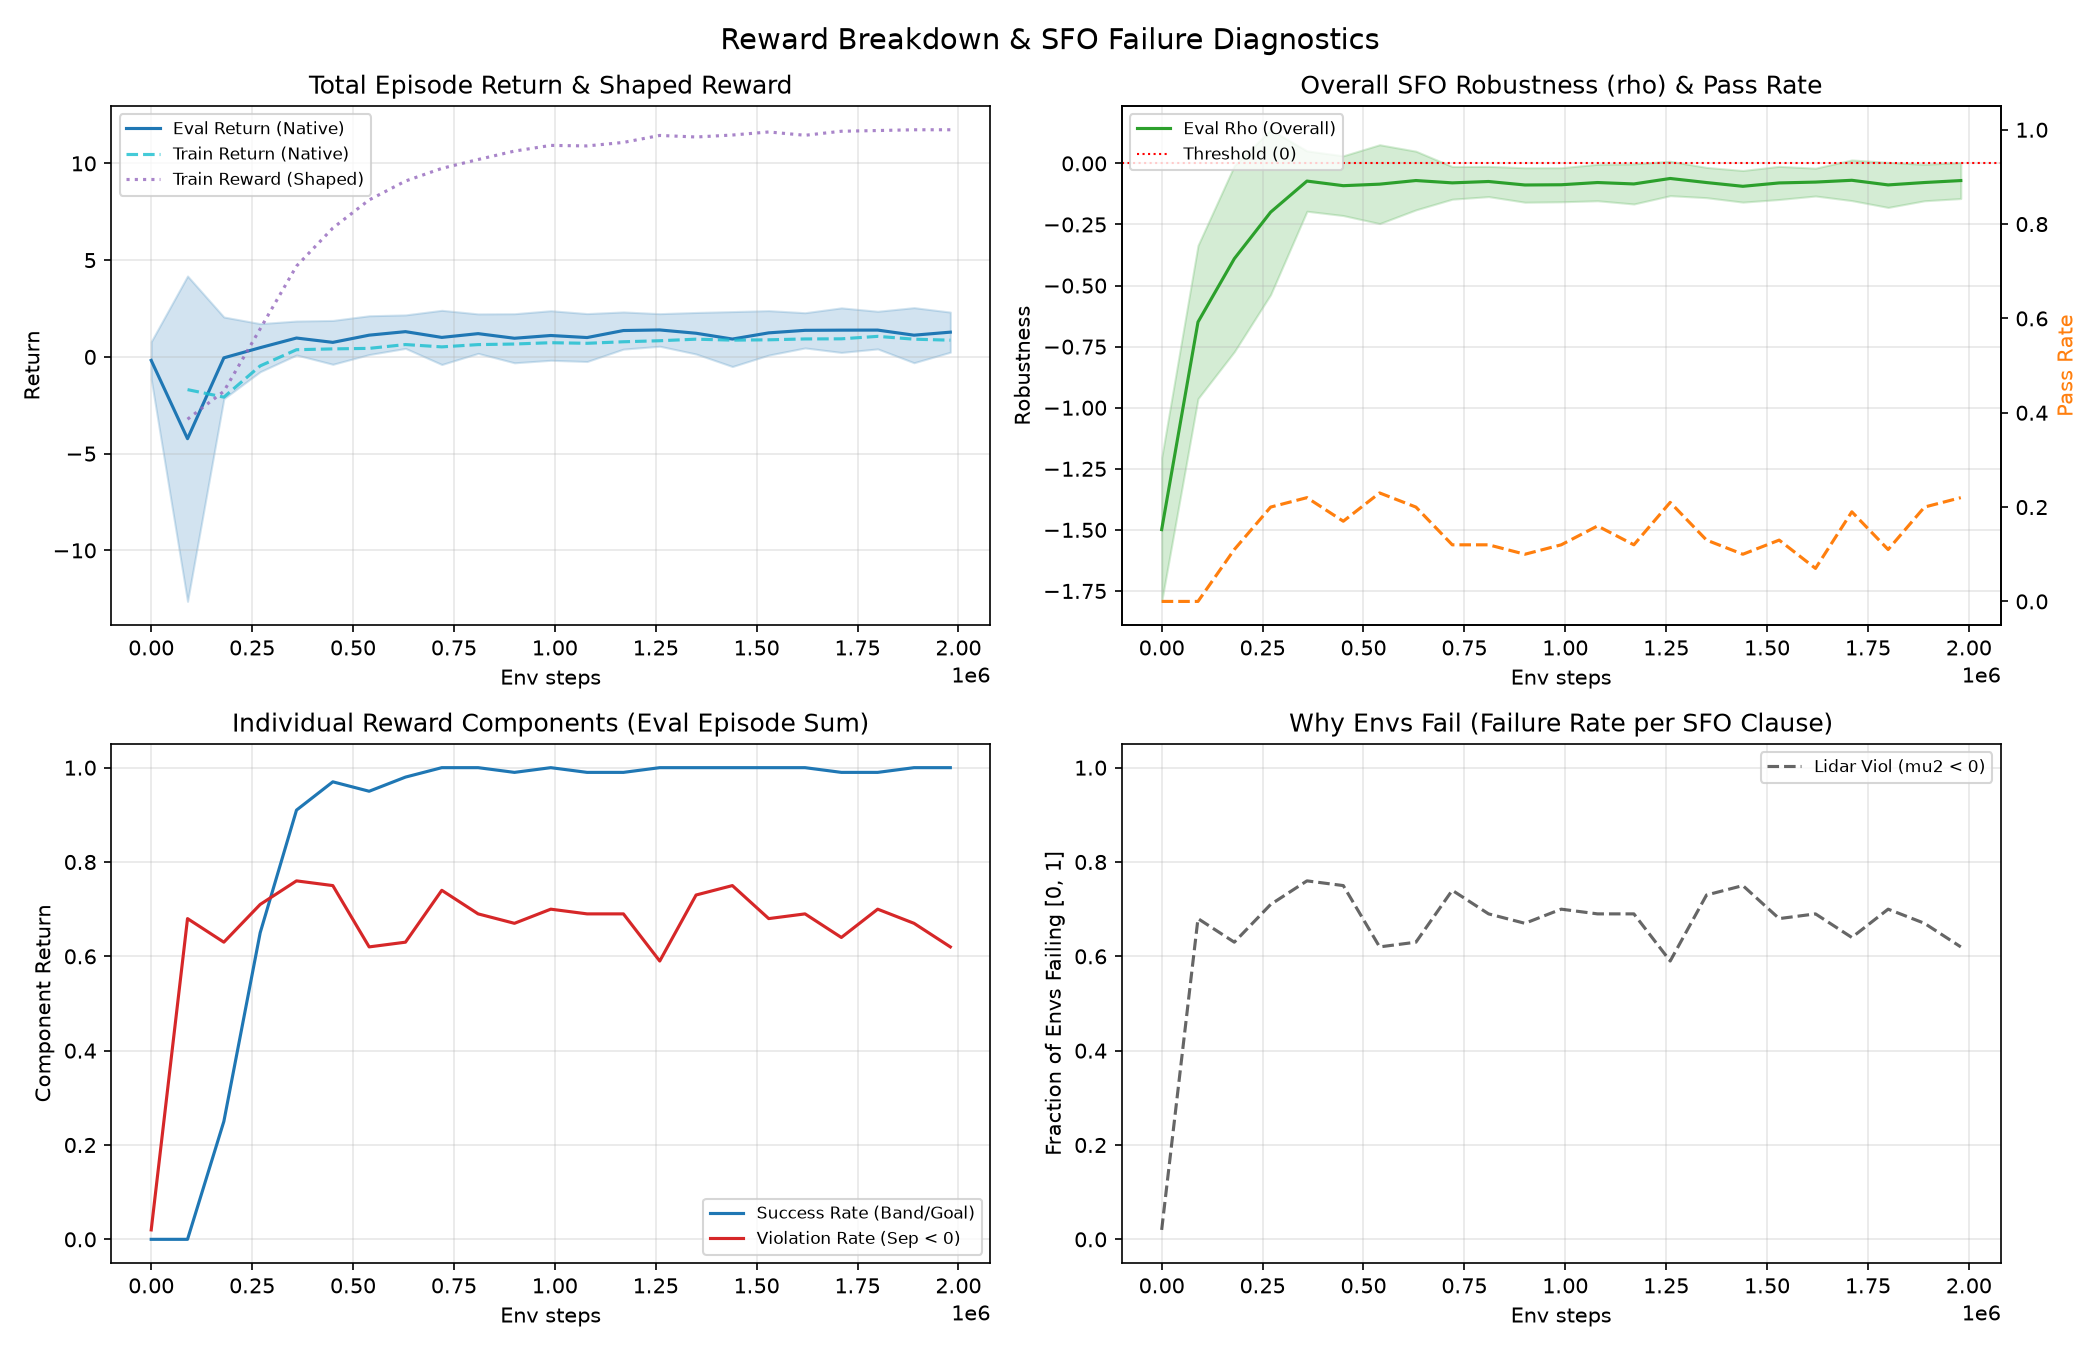 Reward Breakdown & SFO Failure Diagnostics
Total Episode Return & Shaped Reward
Eval Return (Native)
Train Return (Native)
Train Reward (Shaped)
Return
10
5
0
−5
−10
0.00 0.25 0.50 0.75 1.00 1.25 1.50 1.75 2.00
1e6
Env steps
Overall SFO Robustness (rho) & Pass Rate
Eval Rho (Overall)
Threshold (0)
Robustness
0.00
−0.25
−0.50
−0.75
−1.00
−1.25
−1.50
−1.75
1.0
0.8
0.6
0.4
0.2
0.0
Pass Rate
0.00 0.25 0.50 0.75 1.00 1.25 1.50 1.75 2.00
1e6
Env steps
Individual Reward Components (Eval Episode Sum)
Component Return
1.0
0.8
0.6
0.4
0.2
0.0
Success Rate (Band/Goal)
Violation Rate (Sep < 0)
0.00 0.25 0.50 0.75 1.00 1.25 1.50 1.75 2.00
1e6
Env steps
Why Envs Fail (Failure Rate per SFO Clause)
Lidar Viol (mu2 < 0)
Fraction of Envs Failing [0, 1]
1.0
0.8
0.6
0.4
0.2
0.0
0.00 0.25 0.50 0.75 1.00 1.25 1.50 1.75 2.00
1e6
Env steps